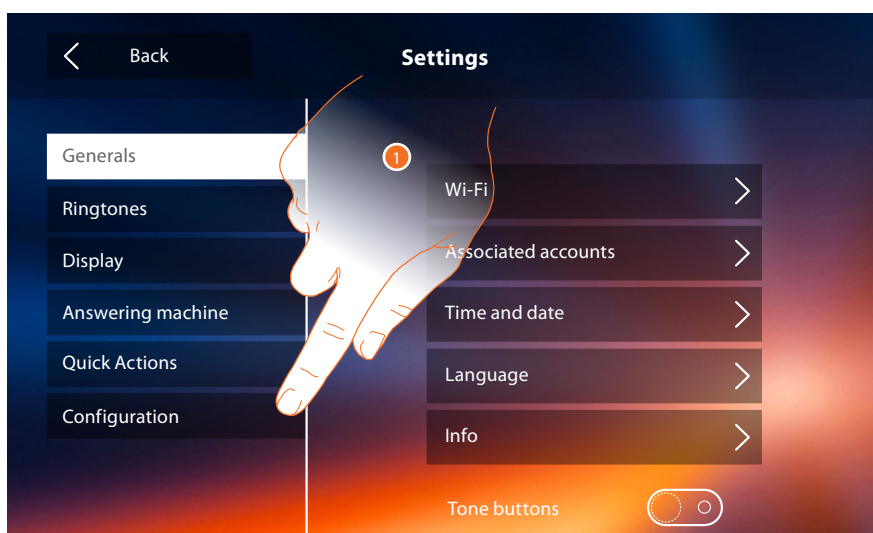 Back
Settings
Generals
Ringtones
Display
Answering machine
Quick Actions
Configuration
1
Wi-Fi
Associated accounts
Time and date
Language
Info
Tone buttons